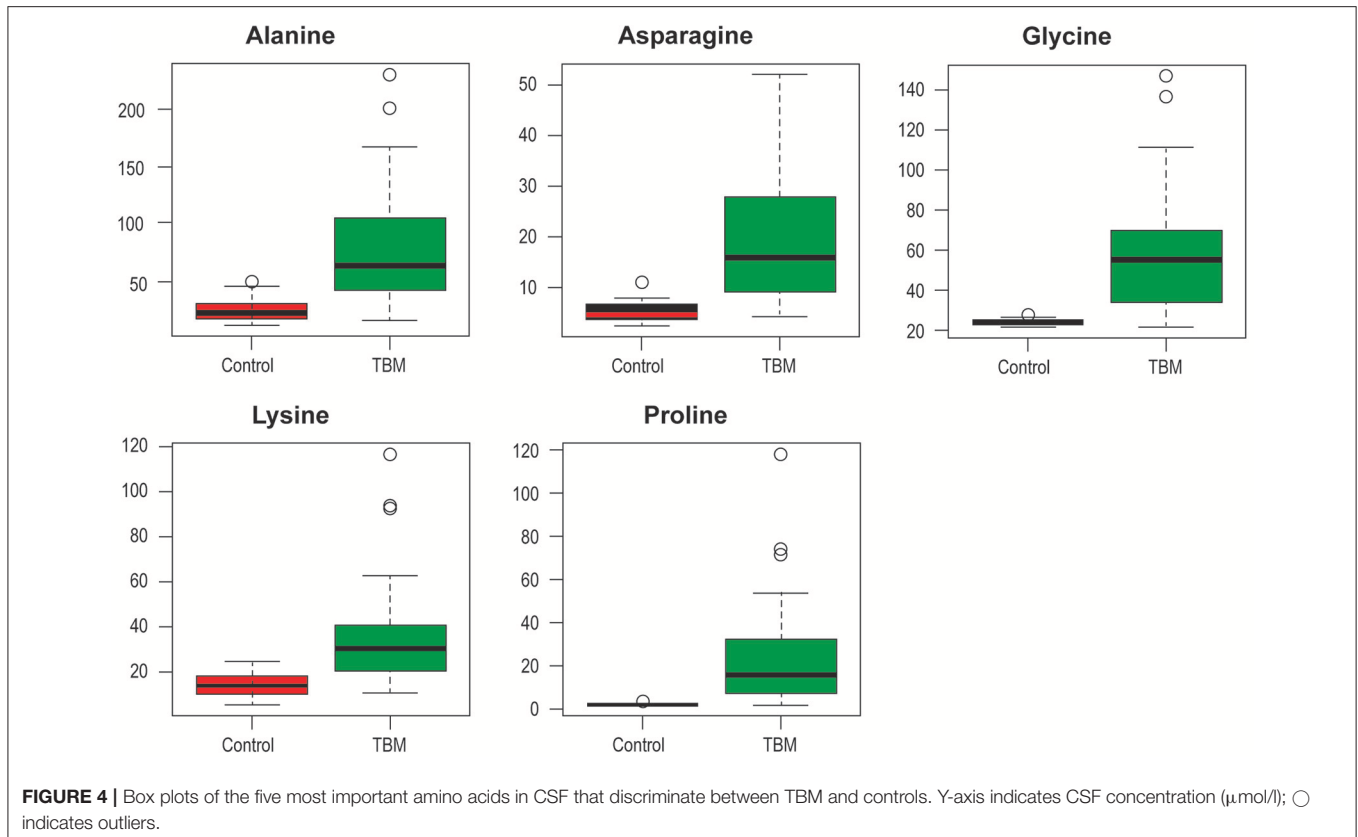 Alanine
200
150
100
50
Control
TBM
Asparagine
50
40
30
20
10
Control
TBM
Glycine
140
120
100
80
60
40
20
Control
TBM
Lysine
120
100
80
60
40
20
Control
TBM
Proline
120
100
80
60
40
20
0
Control
TBM
FIGURE 4 | Box plots of the five most important amino acids in CSF that discriminate between TBM and controls. Y-axis indicates CSF concentration (μmol/l); ◯
indicates outliers.